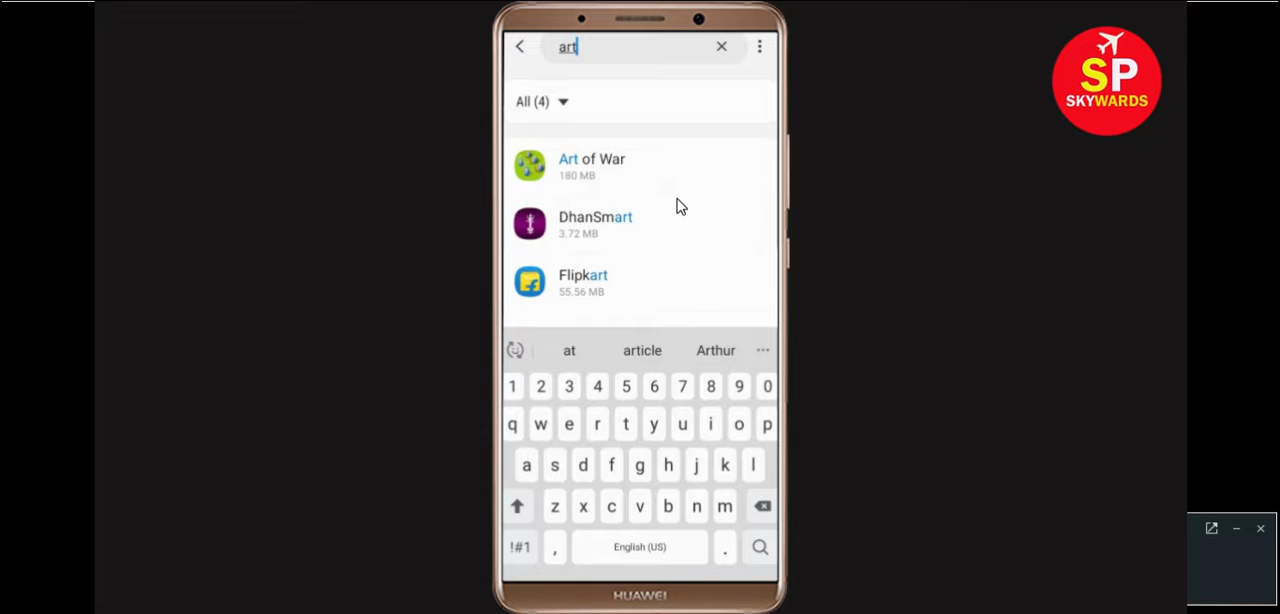 art
All (4)
Art of War
180 MB
DhanSmart
3.72 MB
Flipkart
55.56 MB
at article Arthur
1 2 3 4 5 6 7 8 9 0
q w e r t y u i o p
a s d f g h j k l
z x c v b n m
!#1 , English (US) .
HUAWEI
SP
SKYWARDS